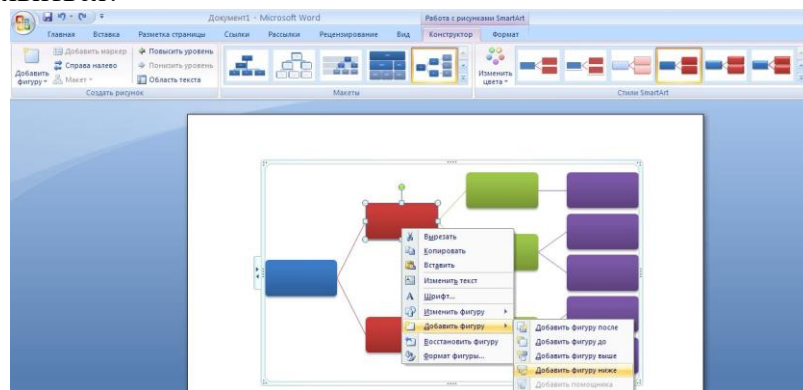 Документ1 - Microsoft Word
Работа с рисунками SmartArt
Главная Вставка Разметка страницы Ссылки Рассылки Рецензирование Вид Конструктор Формат
Добавить фигуру
Добавить маркер
Справа налево
Макет
Повысить уровень
Понизить уровень
Область текста
Изменить цвета
Создать рисунок Макеты Стили SmartArt
Вырезать
Копировать
Вставить
Изменить текст
Шрифт...
Изменить фигуру
Добавить фигуру
Восстановить фигуру
Формат фигуры...
Добавить фигуру после
Добавить фигуру до
Добавить фигуру выше
Добавить фигуру ниже
Добавить помощника